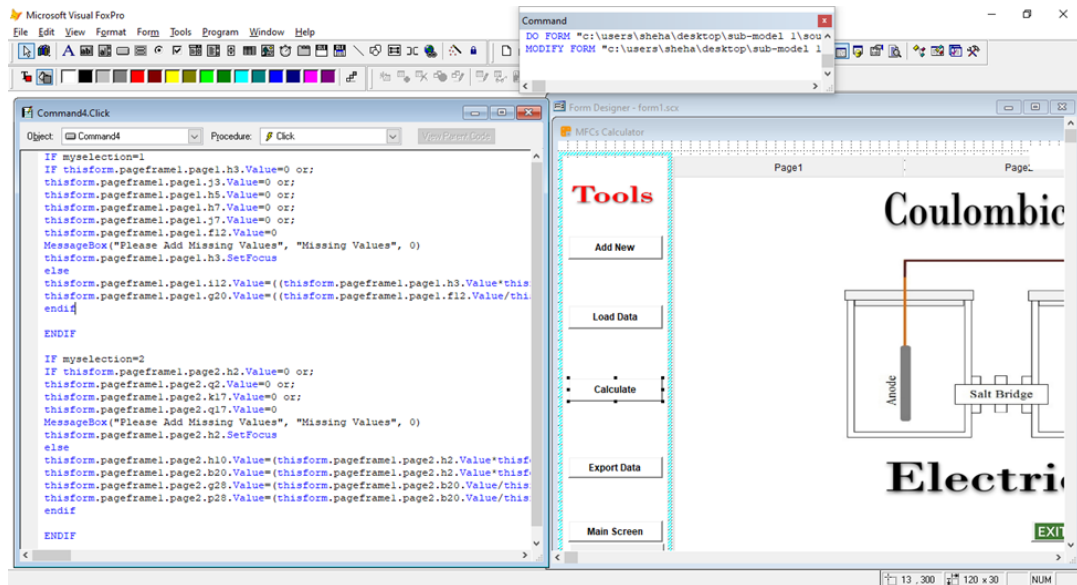 Microsoft Visual FoxPro
File Edit View Format Form Tools Program Window Help
Command
DO FORM "c:\users\sheha\desktop\sub-model 1\sou
MODIFY FORM "c:\users\sheha\desktop\sub-model 1
Command4.Click
Object: Command4 Procedure: Click View Parent Code
IF myselection=1
IF thisform.pageframe1.page1.h3.Value=0 or;
thisform.pageframe1.page1.j3.Value=0 or;
thisform.pageframe1.page1.h5.Value=0 or;
thisform.pageframe1.page1.h7.Value=0 or;
thisform.pageframe1.page1.j7.Value=0 or;
thisform.pageframe1.page1.f12.Value=0
MessageBox("Please Add Missing Values", "Missing Values", 0)
thisform.pageframe1.page1.h3.SetFocus
else
thisform.pageframe1.page1.i12.Value=((thisform.pageframe1.page1.h3.Value*this
thisform.pageframe1.page1.g20.Value=((thisform.pageframe1.page1.f12.Value/thi
endif
ENDIF
IF myselection=2
IF thisform.pageframe1.page2.h2.Value=0 or;
thisform.pageframe1.page2.q2.Value=0 or;
thisform.pageframe1.page2.k17.Value=0 or;
thisform.pageframe1.page2.q17.Value=0
MessageBox("Please Add Missing Values", "Missing Values", 0)
thisform.pageframe1.page2.h2.SetFocus
else
thisform.pageframe1.page2.h10.Value=(thisform.pageframe1.page2.h2.Value*thisf
thisform.pageframe1.page2.b20.Value=(thisform.pageframe1.page2.h2.Value*thisf
thisform.pageframe1.page2.g28.Value=(thisform.pageframe1.page2.b20.Value/this
thisform.pageframe1.page2.p28.Value=(thisform.pageframe1.page2.b20.Value/this
endif
ENDIF
Form Designer - form1.scx
MFCs Calculator
Page1
Tools
Add New
Load Data
Calculate
Export Data
Main Screen
Coulombic
Anode
Salt Bridge
Electri
EXIT
13 , 300 120 x 30 NUM